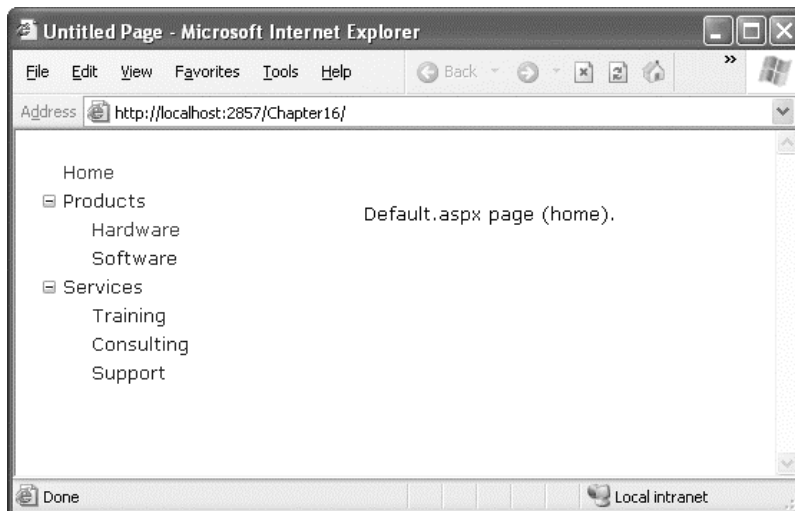 Untitled Page - Microsoft Internet Explorer
File Edit View Favorites Tools Help Back »
Address http://localhost:2857/Chapter16/
Home
Products
Hardware
Software
Services
Training
Consulting
Support
Default.aspx page (home).
Done Local intranet